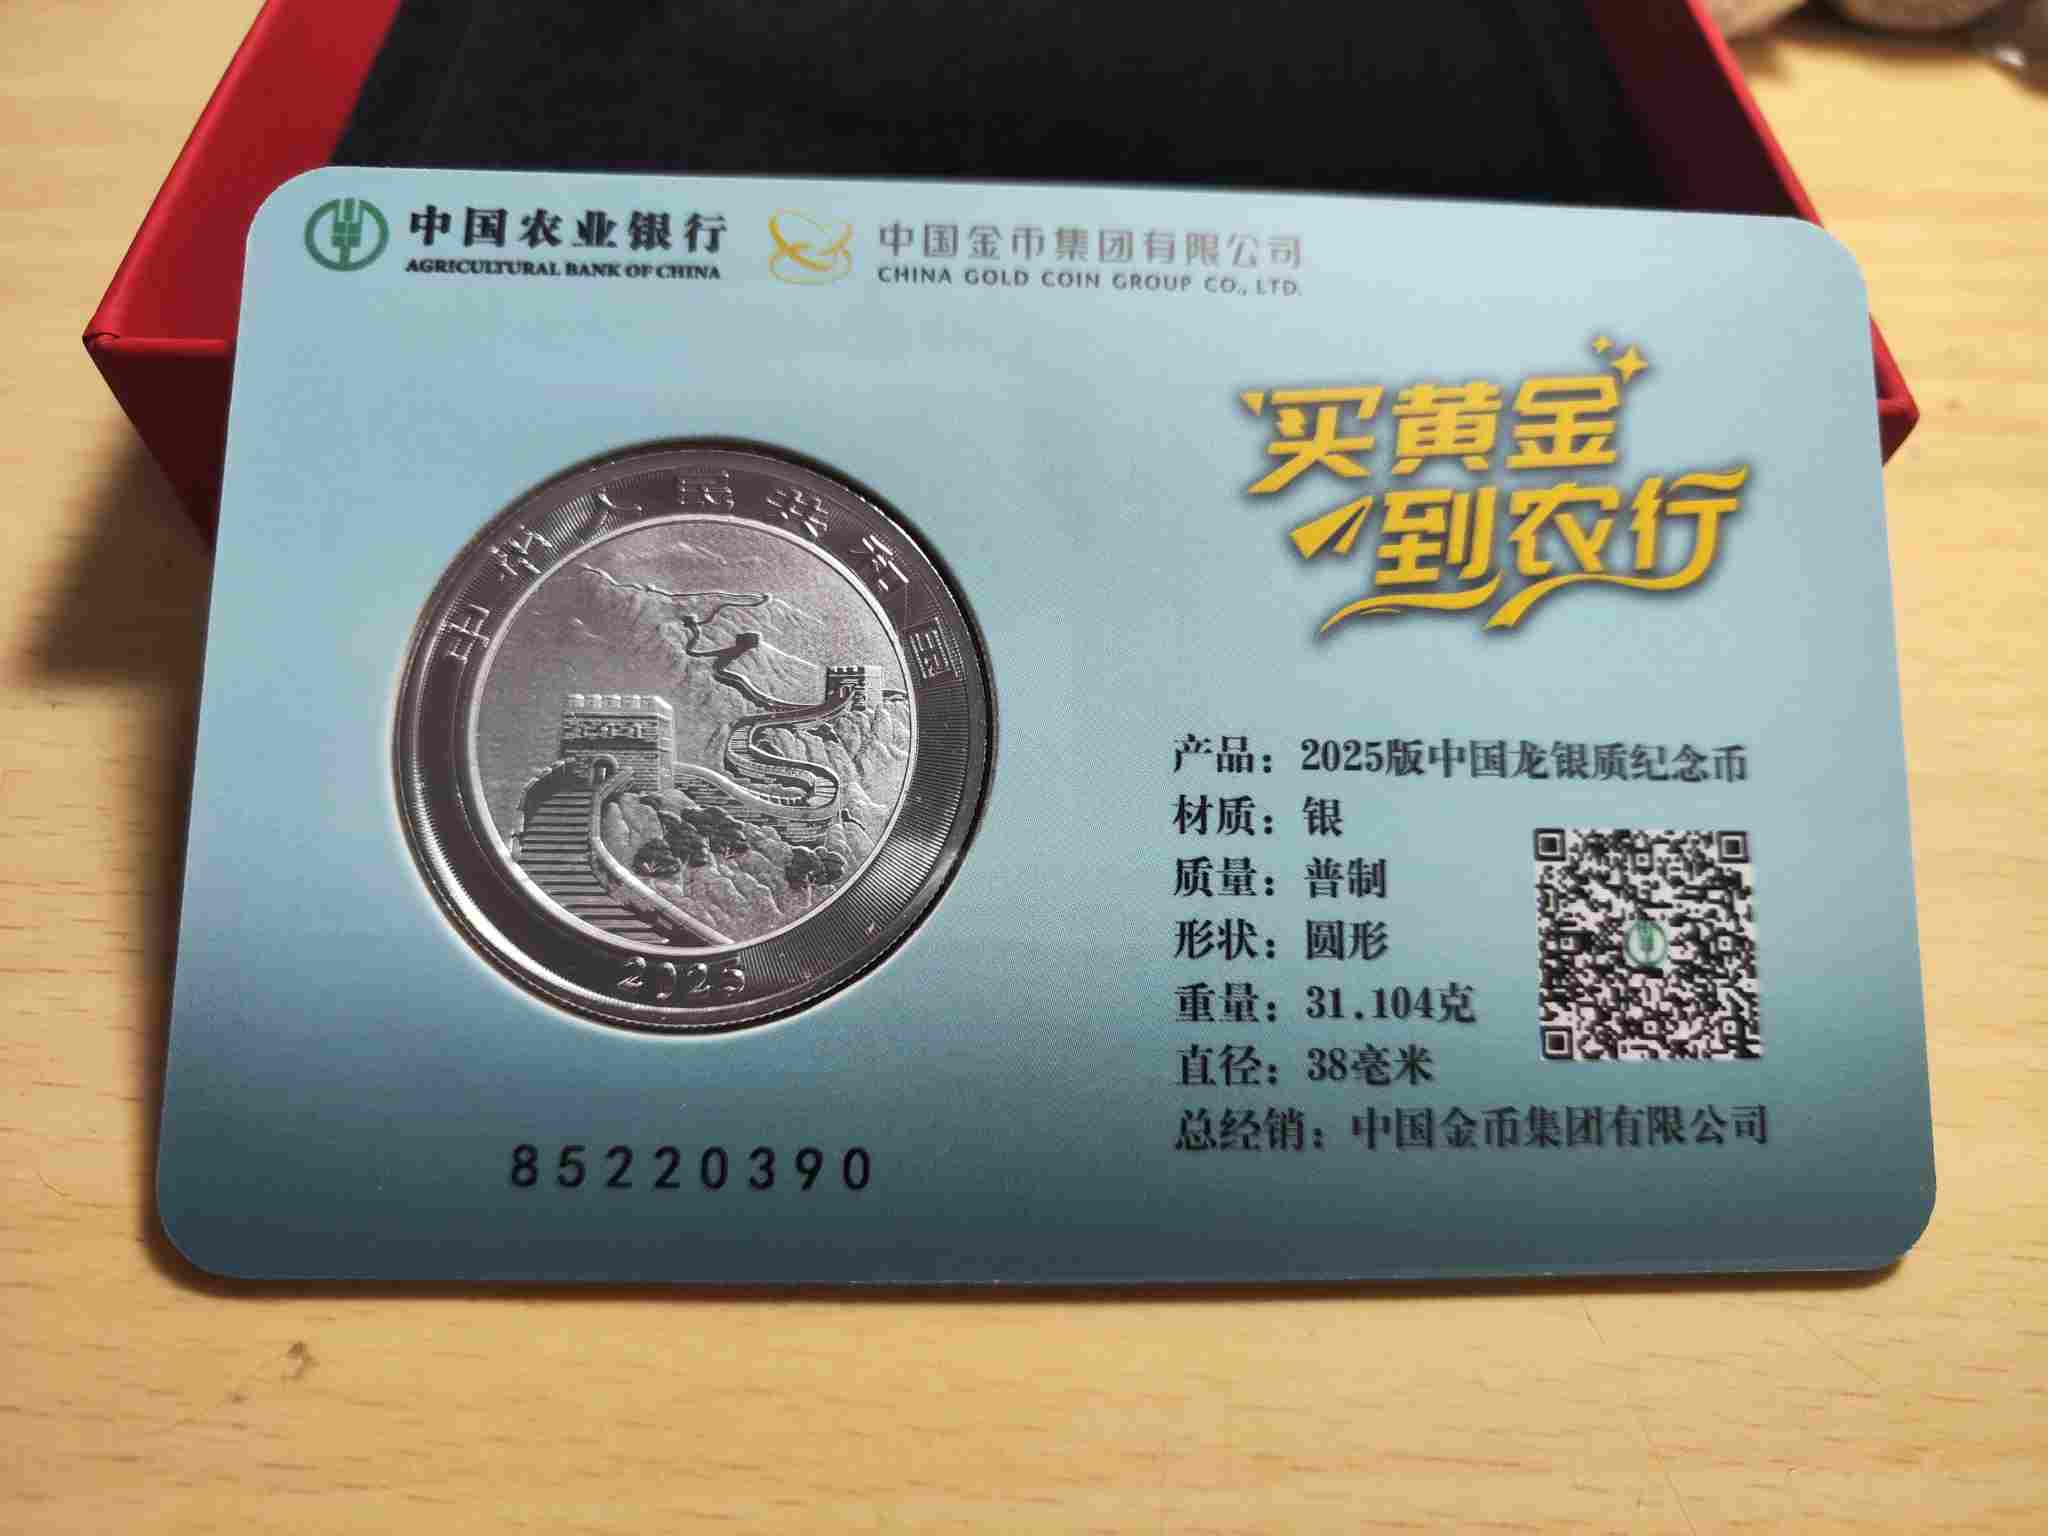 中国农业银行
AGRICULTURAL BANK OF CHINA
中国金币集团有限公司
CHINA GOLD COIN GROUP CO., LTD.
买黄金
到农行
中华人民共和国
2025
产品：2025版中国龙银质纪念币
材质：银
质量：普制
形状：圆形
重量：31.104克
直径：38毫米
总经销：中国金币集团有限公司
85220390